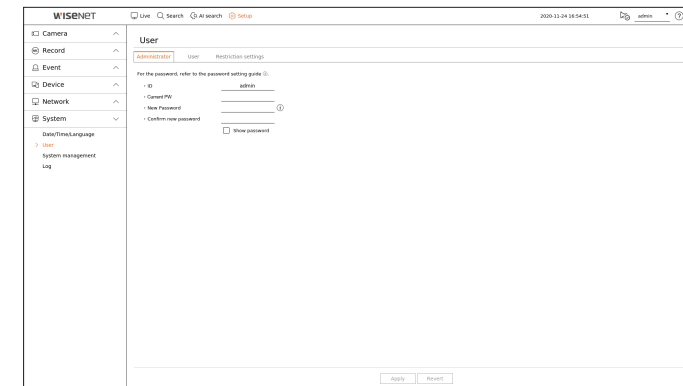 WISENET
Live Search AI search Setup 2020-11-24 16:54:51 admin
Camera
Record
Event
Device
Network
System
Date/Time/Language
User
System management
Log
User
Administrator User Restriction settings
For the password, refer to the password setting guide ⓘ.
• ID admin
• Current PW
• New Password
• Confirm new password
Show password
Apply Revert